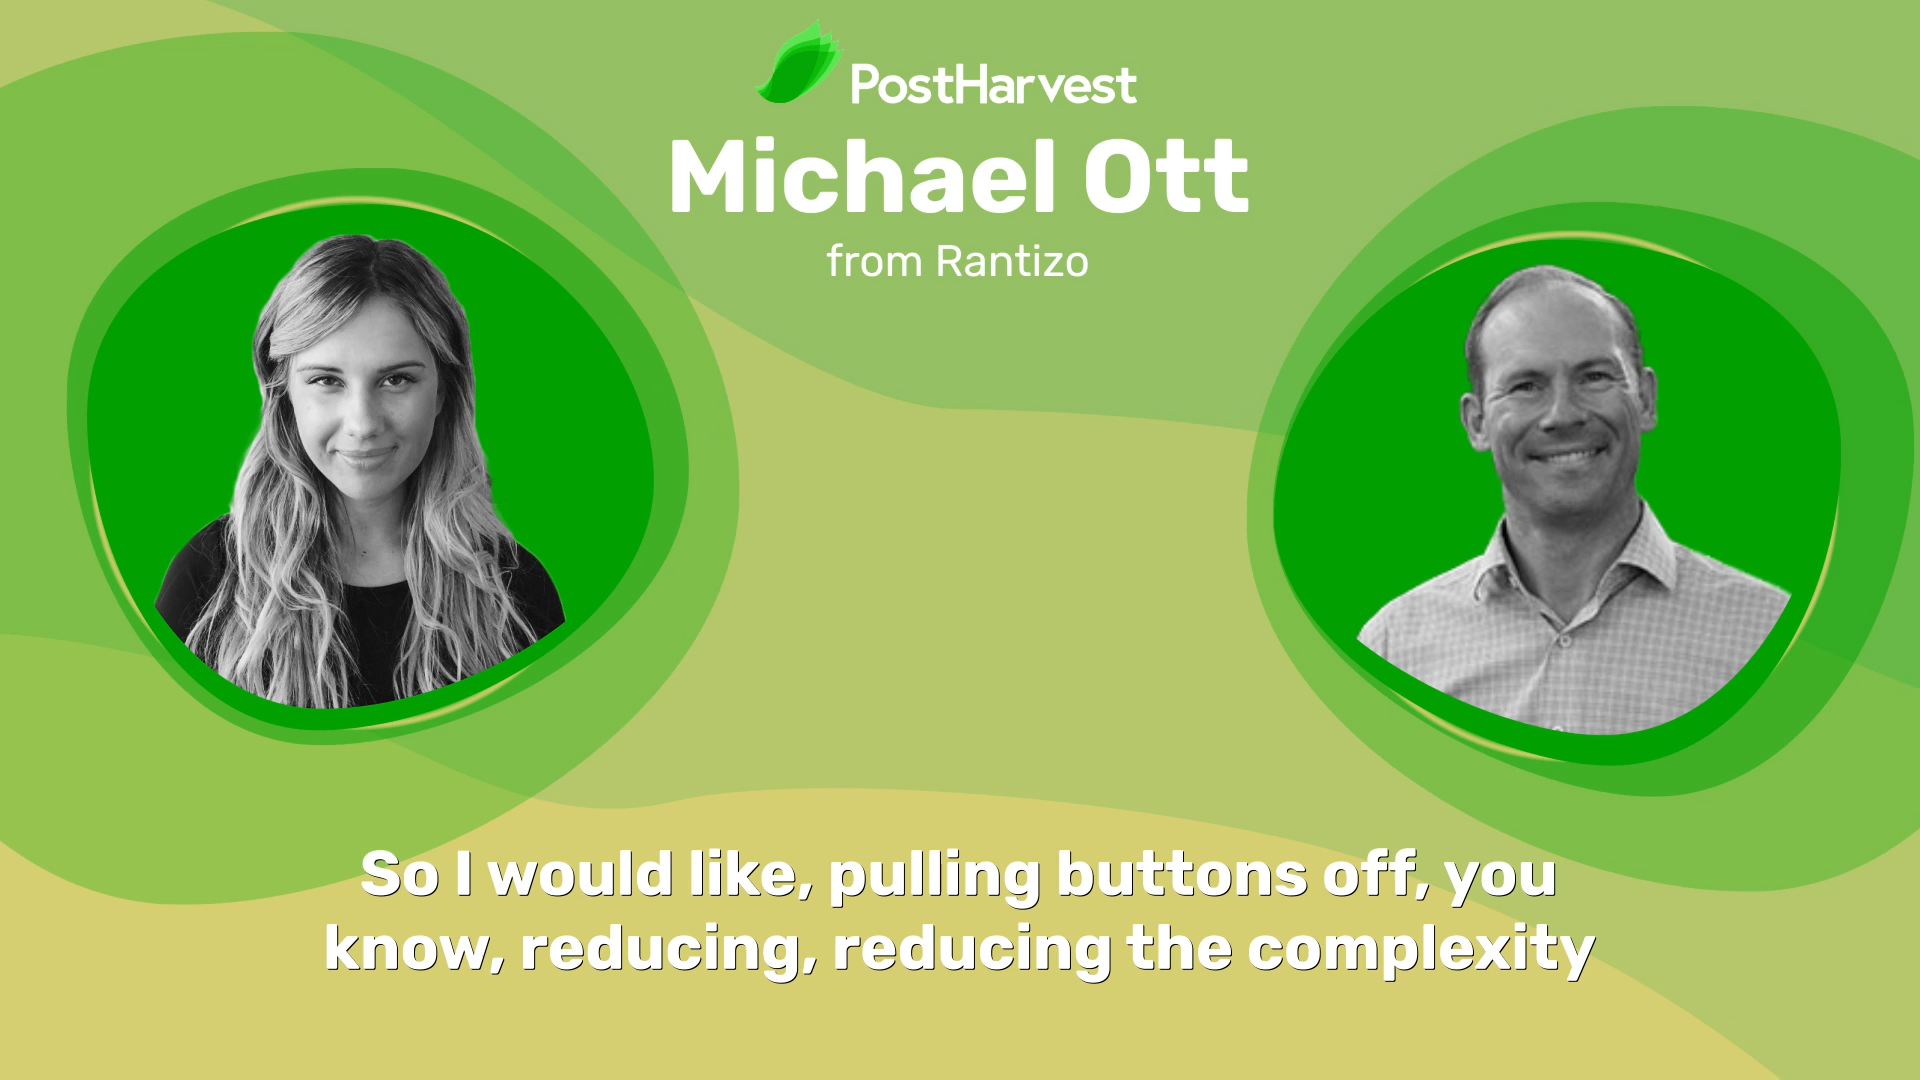 PostHarvest
Michael Ott
from Rantizo
So I would like, pulling buttons off, you
know, reducing, reducing the complexity